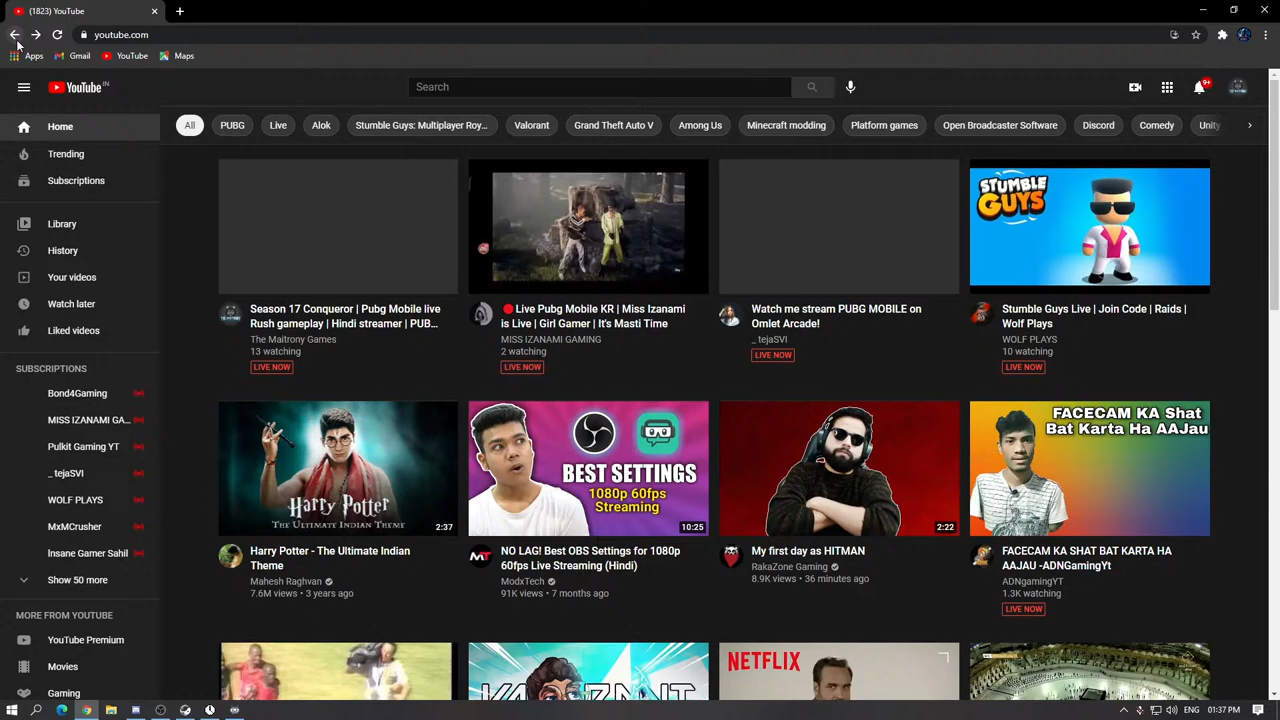 (1823) YouTube
youtube.com
Apps
Gmail
YouTube
Maps
YouTube IN
Search
9+
Home
Trending
Subscriptions
Library
History
Your videos
Watch later
Liked videos
SUBSCRIPTIONS
Bond4Gaming
MISS IZANAMI GA...
Pulkit Gaming YT
_ tejaSVI
WOLF PLAYS
MxMCrusher
Insane Gamer Sahil
Show 50 more
MORE FROM YOUTUBE
YouTube Premium
Movies
Gaming
All
PUBG
Live
Alok
Stumble Guys: Multiplayer Roy...
Valorant
Grand Theft Auto V
Among Us
Minecraft modding
Platform games
Open Broadcaster Software
Discord
Comedy
Unity
Season 17 Conqueror | Pubg Mobile live
Rush gameplay | Hindi streamer | PUB...
The Maitrony Games
13 watching
LIVE NOW
🔴Live Pubg Mobile KR | Miss Izanami
is Live | Girl Gamer | It's Masti Time
MISS IZANAMI GAMING
2 watching
LIVE NOW
Watch me stream PUBG MOBILE on
Omlet Arcade!
_ tejaSVI
LIVE NOW
STUMBLE
GUYS
Stumble Guys Live | Join Code | Raids |
Wolf Plays
WOLF PLAYS
10 watching
LIVE NOW
Harry Potter
THE ULTIMATE INDIAN THEME
2:37
Harry Potter - The Ultimate Indian
Theme
Mahesh Raghvan
7.6M views • 3 years ago
BEST SETTINGS
1080p 60fps
Streaming
10:25
NO LAG! Best OBS Settings for 1080p
60fps Live Streaming (Hindi)
ModxTech
91K views • 7 months ago
2:22
My first day as HITMAN
RakaZone Gaming
8.9K views • 36 minutes ago
FACECAM KA Shat
Bat Karta Ha AAJau
FACECAM KA SHAT BAT KARTA HA
AAJAU -ADNGamingYt
ADNgamingYT
1.3K watching
LIVE NOW
VALORANT
NETFLIX
ENG
01:37 PM